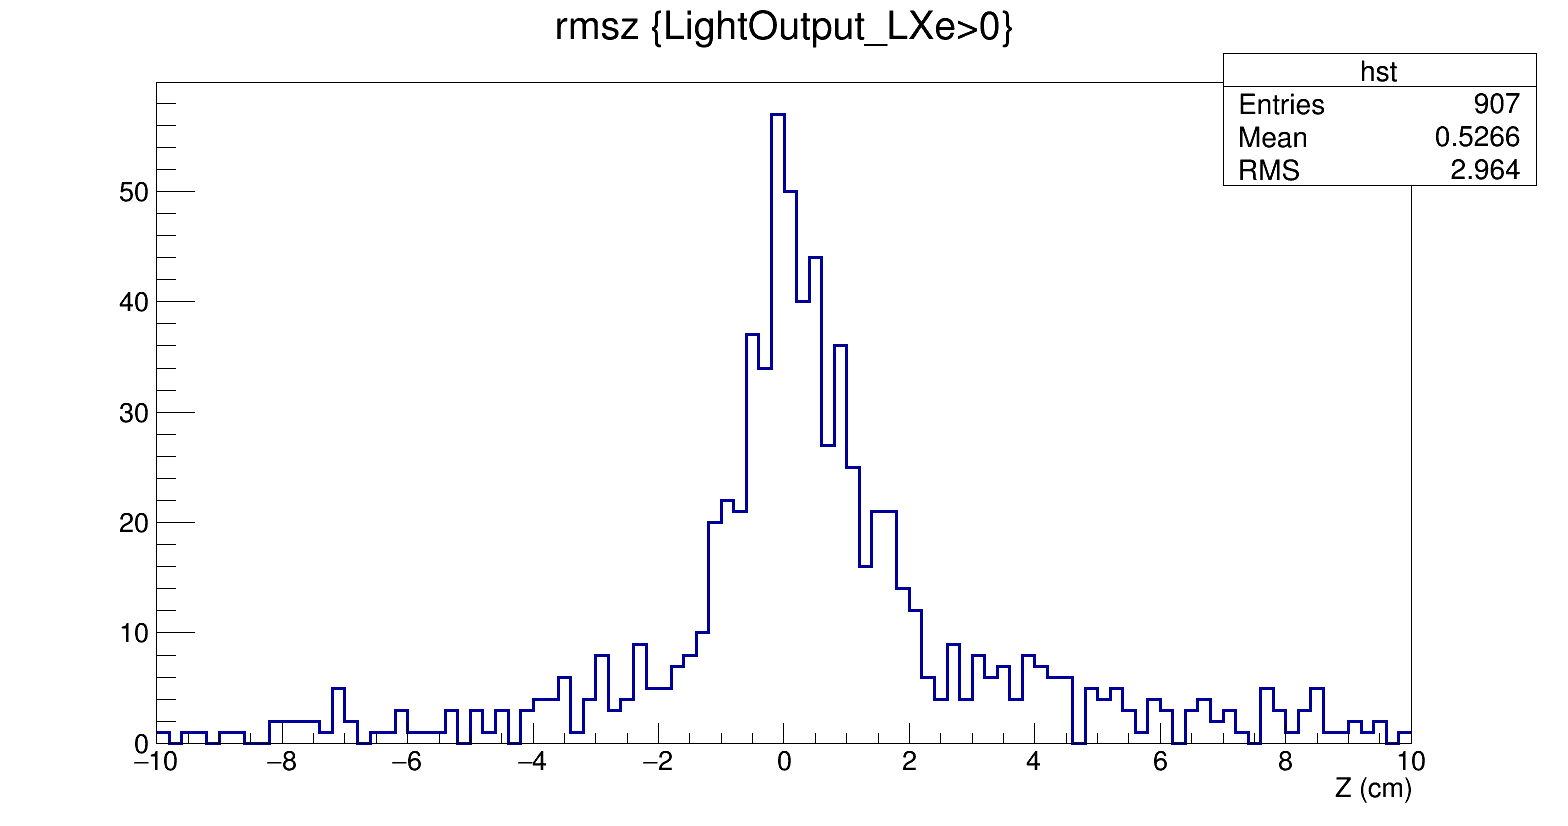 rmsz {LightOutput_LXe>0}
hst
Entries 907
Mean 0.5266
RMS 2.964
50
40
30
20
10
0
−10 −8 −6 −4 −2 0 2 4 6 8 10
Z (cm)